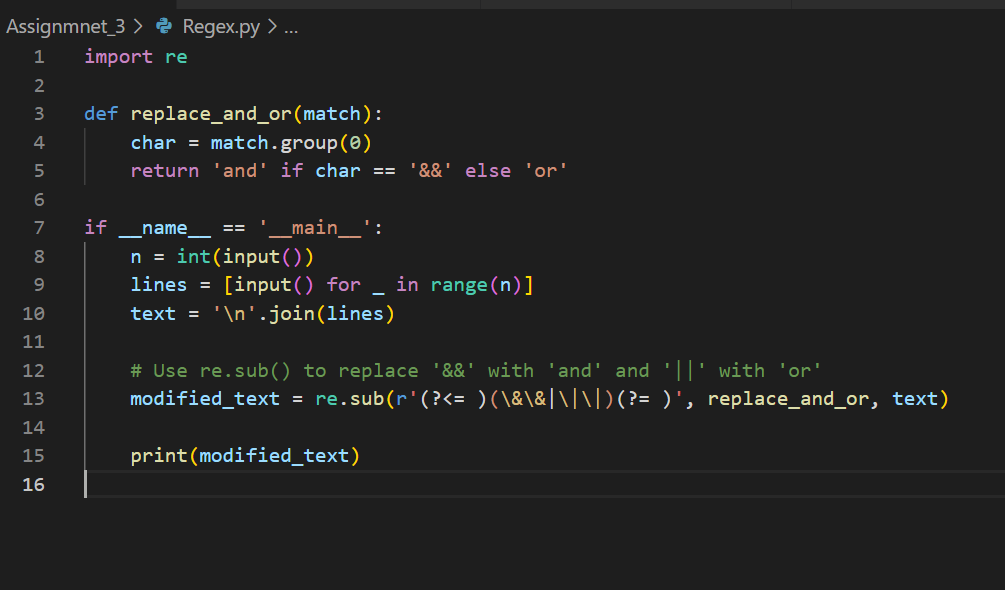 Assignmnet_3 > Regex.py > ...
1 import re
2
3 def replace_and_or(match):
4     char = match.group(0)
5     return 'and' if char == '&&' else 'or'
6
7 if __name__ == '__main__':
8     n = int(input())
9     lines = [input() for _ in range(n)]
10     text = '\n'.join(lines)
11
12     # Use re.sub() to replace '&&' with 'and' and '||' with 'or'
13     modified_text = re.sub(r'(?<= )(\&\&|\|\|)(?= )', replace_and_or, text)
14
15     print(modified_text)
16